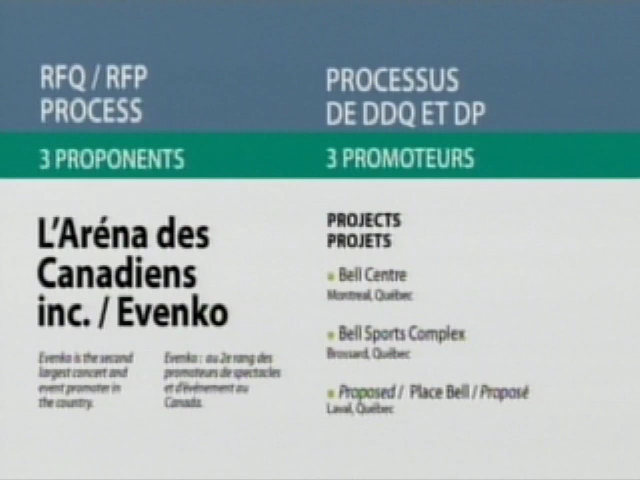 RFQ / RFP
PROCESS
PROCESSUS
DE DDQ ET DP
3 PROPONENTS
3 PROMOTEURS
L'Aréna des
Canadiens
inc. / Evenko
Evenko is the second
largest concert and
event promoter in
the country.
Evenko : au 2e rang des
promoteurs de spectacles
et d'événement au
Canada.
PROJECTS
PROJETS
Bell Centre
Montreal, Québec
Bell Sports Complex
Brossard, Québec
Proposed / Place Bell / Proposé
Laval, Québec